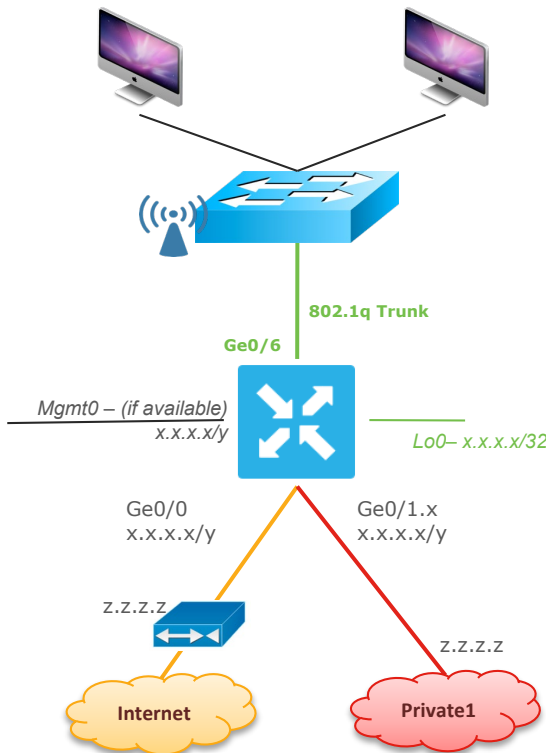 802.1q Trunk
Ge0/6
Mgmt0 – (if available)
x.x.x.x/y
Lo0– x.x.x.x/32
Ge0/0
x.x.x.x/y
Ge0/1.x
x.x.x.x/y
z.z.z.z
z.z.z.z
Internet
Private1